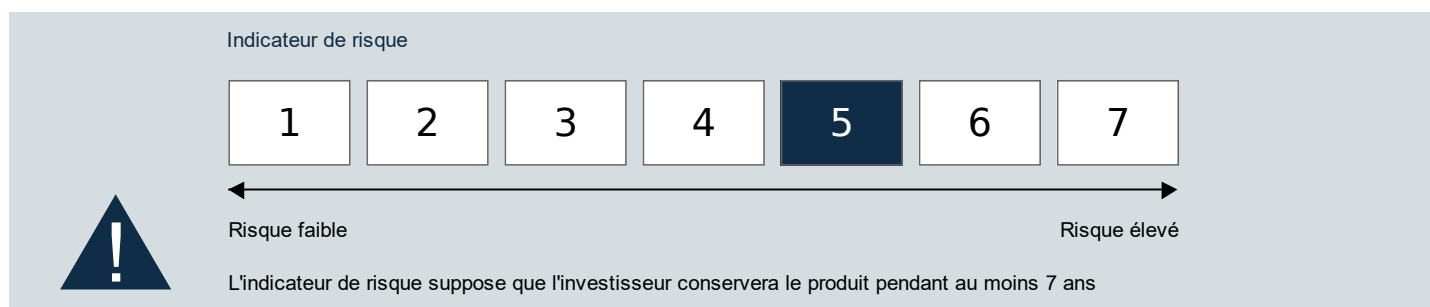 Indicateur de risque
1 2 3 4 5 6 7
Risque faible Risque élevé
!
L'indicateur de risque suppose que l'investisseur conservera le produit pendant au moins 7 ans